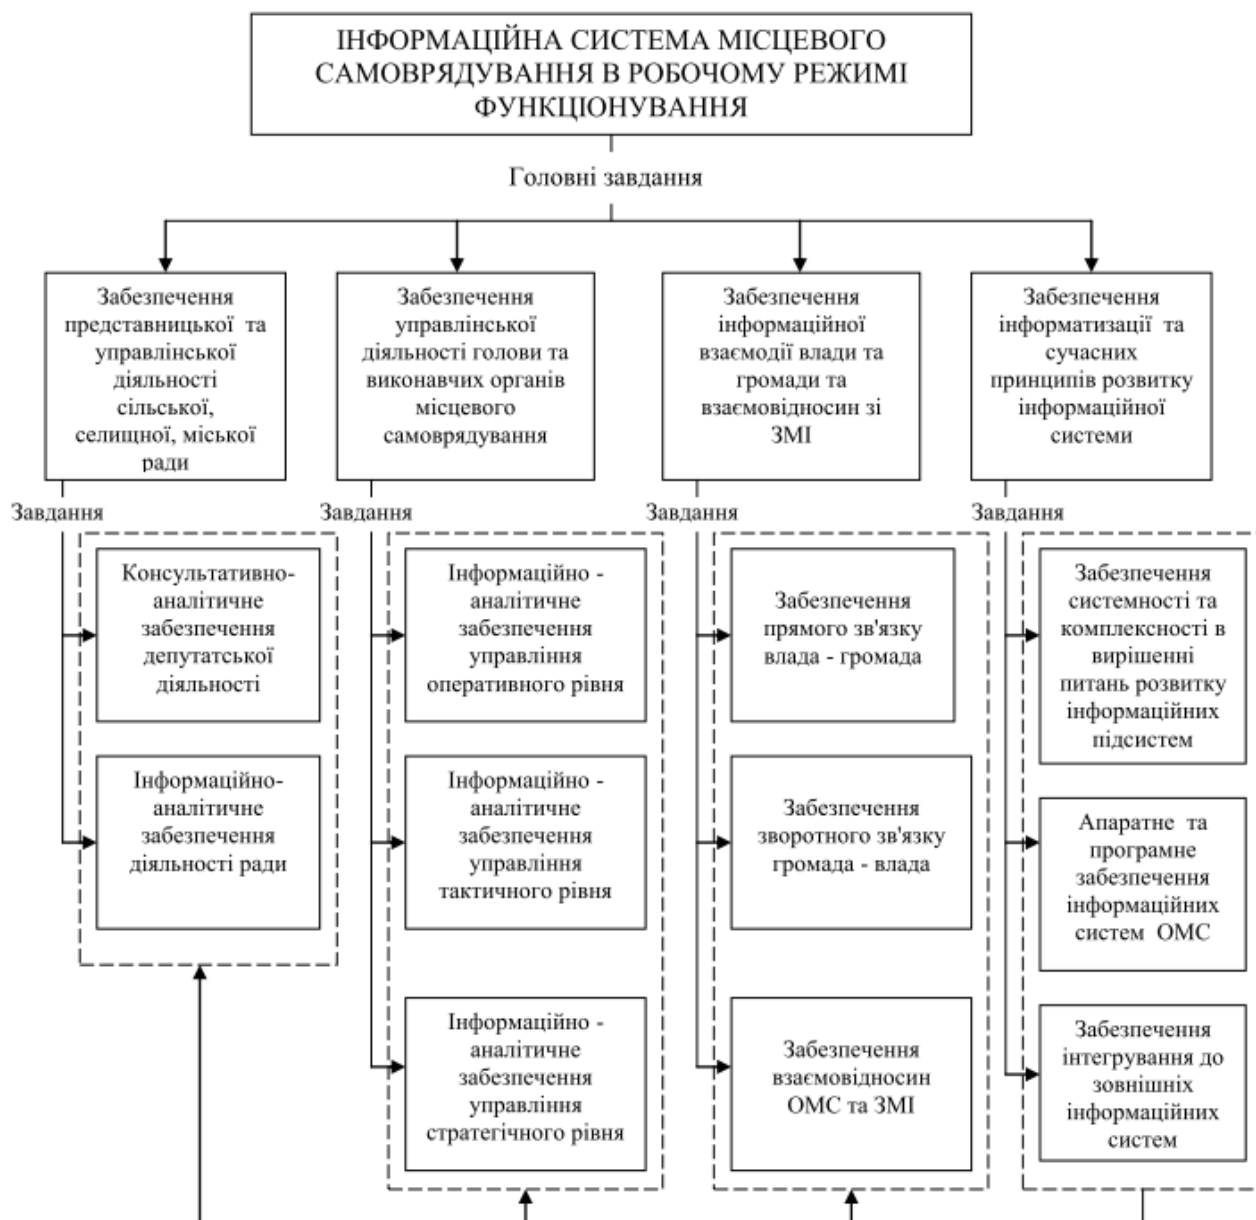 ІНФОРМАЦІЙНА СИСТЕМА МІСЦЕВОГО
САМОВРЯДУВАННЯ В РОБОЧОМУ РЕЖИМІ
ФУНКЦІОНУВАННЯ
Головні завдання
Забезпечення
представницької та
управлінської
діяльності
сільської,
селищної, міської
ради
Забезпечення
управлінської
діяльності голови та
виконавчих органів
місцевого
самоврядування
Забезпечення
інформаційної
взаємодії влади та
громади та
взаємовідносин зі
ЗМІ
Забезпечення
інформатизації та
сучасних
принципів розвитку
інформаційної
системи
Завдання
Завдання
Завдання
Завдання
Консультативно-
аналітичне
забезпечення
депутатської
діяльності
Інформаційно-
аналітичне
забезпечення
діяльності ради
Інформаційно -
аналітичне
забезпечення
управління
оперативного рівня
Інформаційно -
аналітичне
забезпечення
управління
тактичного рівня
Інформаційно -
аналітичне
забезпечення
управління
стратегічного рівня
Забезпечення
прямого зв'язку
влада - громада
Забезпечення
зворотного зв'язку
громада - влада
Забезпечення
взаємовідносин
ОМС та ЗМІ
Забезпечення
системності та
комплексності в
вирішенні
питань розвитку
інформаційних
підсистем
Апаратне та
програмне
забезпечення
інформаційних
систем ОМС
Забезпечення
інтегрування до
зовнішніх
інформаційних
систем